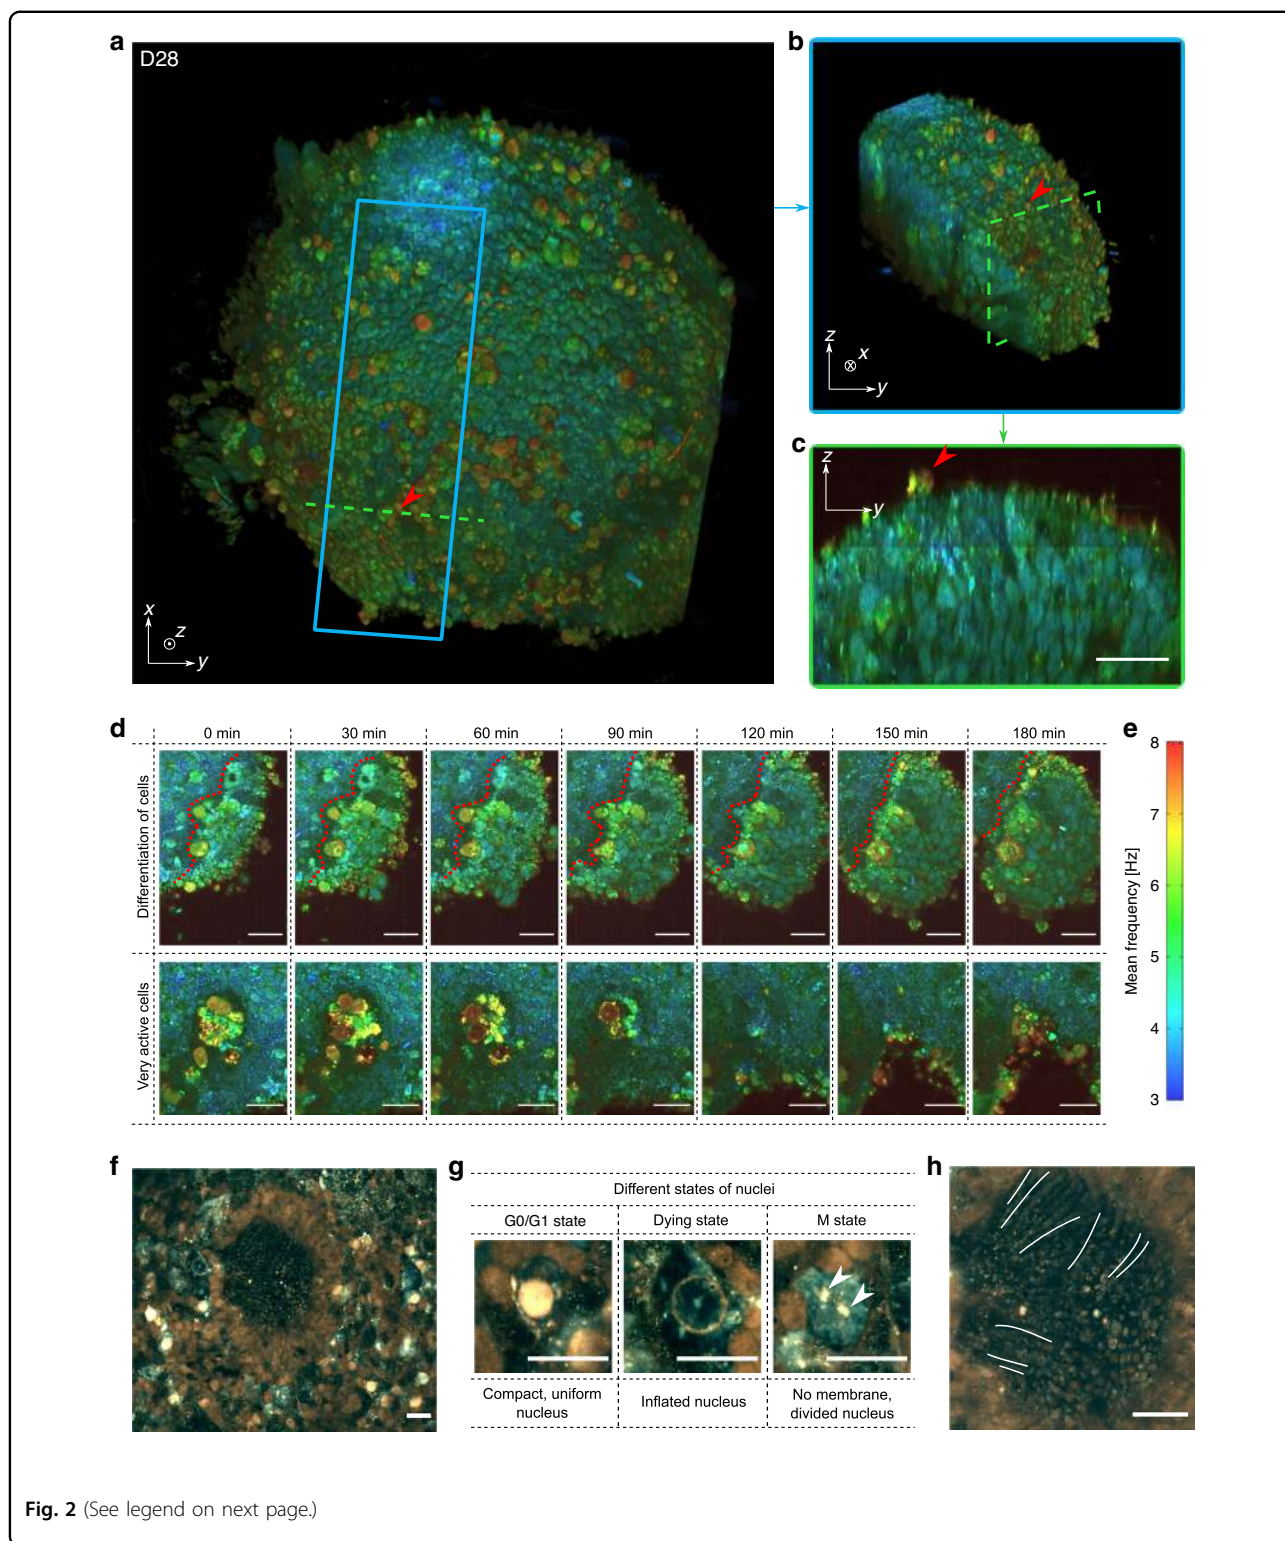 a
D28
x
z
y
b
z
x
y
c
z
y
d
0 min
30 min
60 min
90 min
120 min
150 min
180 min
Differentiation of cells
Very active cells
e
8
7
6
5
4
3
Mean frequency [Hz]
f
g
Different states of nuclei
G0/G1 state
Dying state
M state
Compact, uniform
nucleus
Inflated nucleus
No membrane,
divided nucleus
h
Fig. 2 (See legend on next page.)